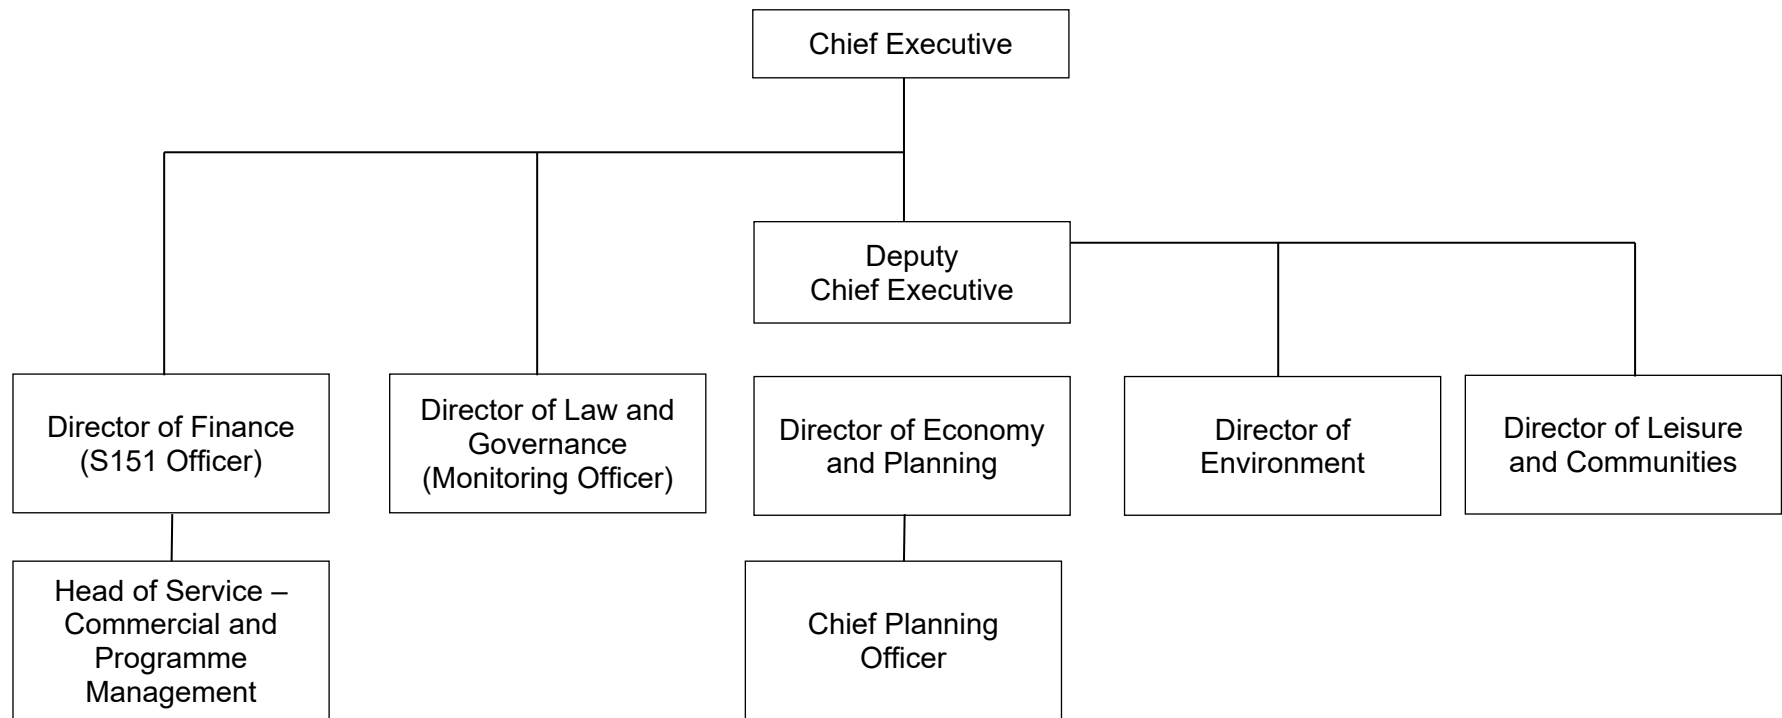 Chief Executive
Deputy
Chief Executive
Director of Finance
(S151 Officer)
Director of Law and
Governance
(Monitoring Officer)
Director of Economy
and Planning
Director of
Environment
Director of Leisure
and Communities
Head of Service –
Commercial and
Programme
Management
Chief Planning
Officer